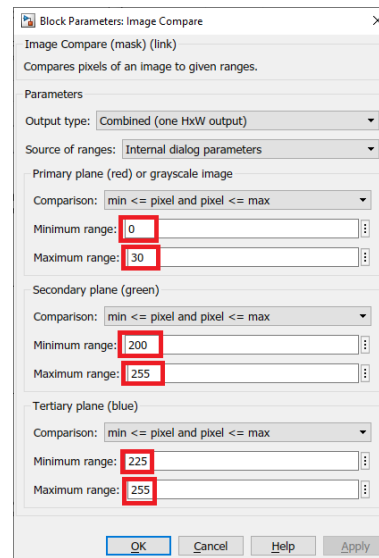 Block Parameters: Image Compare
Image Compare (mask) (link)
Compares pixels of an image to given ranges.
Parameters
Output type: Combined (one HxW output)
Source of ranges: Internal dialog parameters
Primary plane (red) or grayscale image
Comparison: min <= pixel and pixel <= max
Minimum range: 0
Maximum range: 30
Secondary plane (green)
Comparison: min <= pixel and pixel <= max
Minimum range: 200
Maximum range: 255
Tertiary plane (blue)
Comparison: min <= pixel and pixel <= max
Minimum range: 225
Maximum range: 255
OK Cancel Help Apply